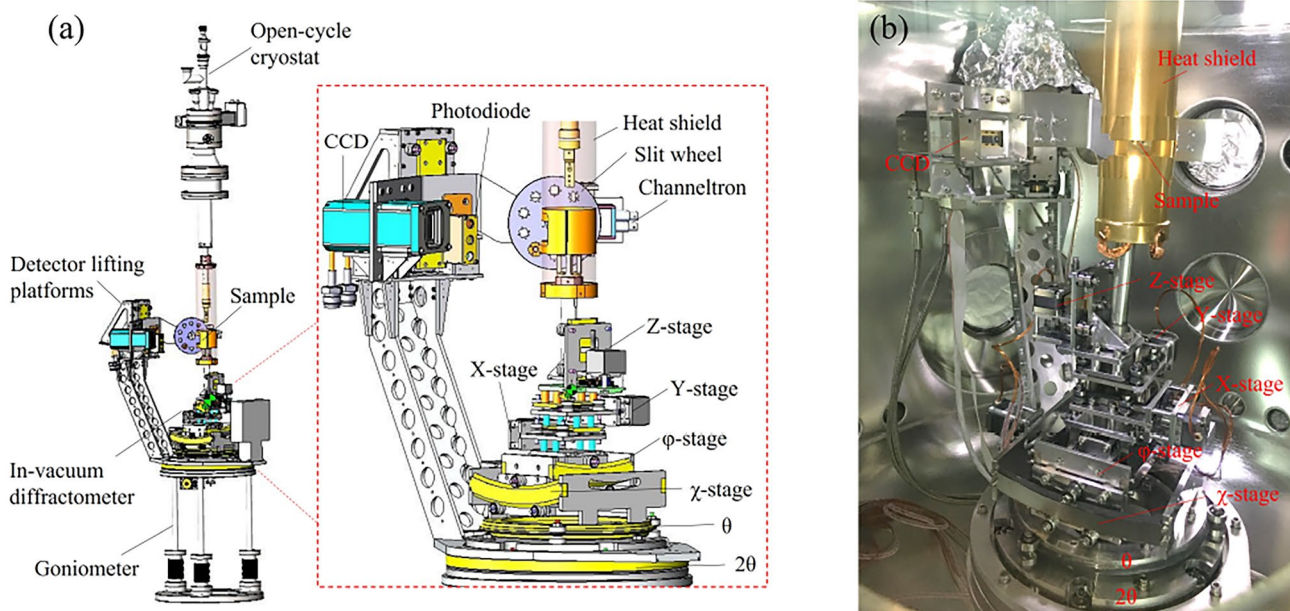 (a)
Open-cycle
cryostat
Detector lifting
platforms
Sample
In-vacuum
diffractometer
Goniometer
Photodiode
CCD
Heat shield
Slit wheel
Channeltron
Z-stage
X-stage
Y-stage
φ-stage
χ-stage
θ
2θ
(b)
Heat shield
CCD
Sample
Z-stage
Y-stage
X-stage
φ-stage
χ-stage
θ
2θ